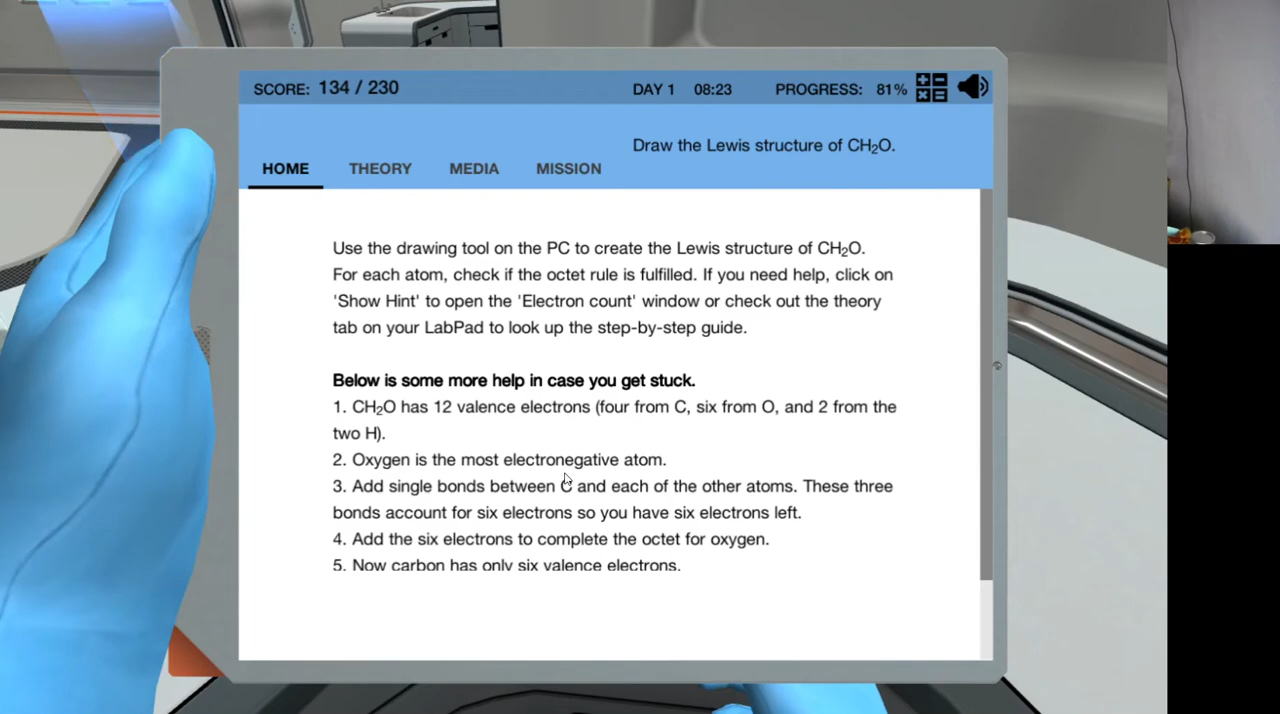 SCORE: 134 / 230 DAY 1 08:23 PROGRESS: 81%
Draw the Lewis structure of CH₂O.
HOME THEORY MEDIA MISSION
Use the drawing tool on the PC to create the Lewis structure of CH₂O.
For each atom, check if the octet rule is fulfilled. If you need help, click on
'Show Hint' to open the 'Electron count' window or check out the theory
tab on your LabPad to look up the step-by-step guide.
Below is some more help in case you get stuck.
1. CH₂O has 12 valence electrons (four from C, six from O, and 2 from the
two H).
2. Oxygen is the most electronegative atom.
3. Add single bonds between C and each of the other atoms. These three
bonds account for six electrons so you have six electrons left.
4. Add the six electrons to complete the octet for oxygen.
5. Now carbon has only six valence electrons.